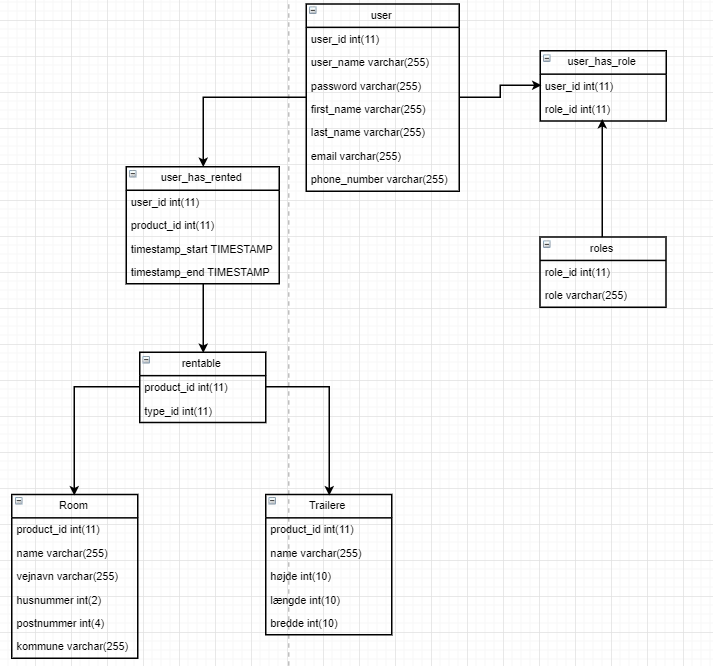 user
user_id int(11)
user_name varchar(255)
password varchar(255)
first_name varchar(255)
last_name varchar(255)
email varchar(255)
phone_number varchar(255)
user_has_role
user_id int(11)
role_id int(11)
user_has_rented
user_id int(11)
product_id int(11)
timestamp_start TIMESTAMP
timestamp_end TIMESTAMP
roles
role_id int(11)
role varchar(255)
rentable
product_id int(11)
type_id int(11)
Room
product_id int(11)
name varchar(255)
vejnavn varchar(255)
husnummer int(2)
postnummer int(4)
kommune varchar(255)
Trailere
product_id int(11)
name varchar(255)
højde int(10)
længde int(10)
bredde int(10)